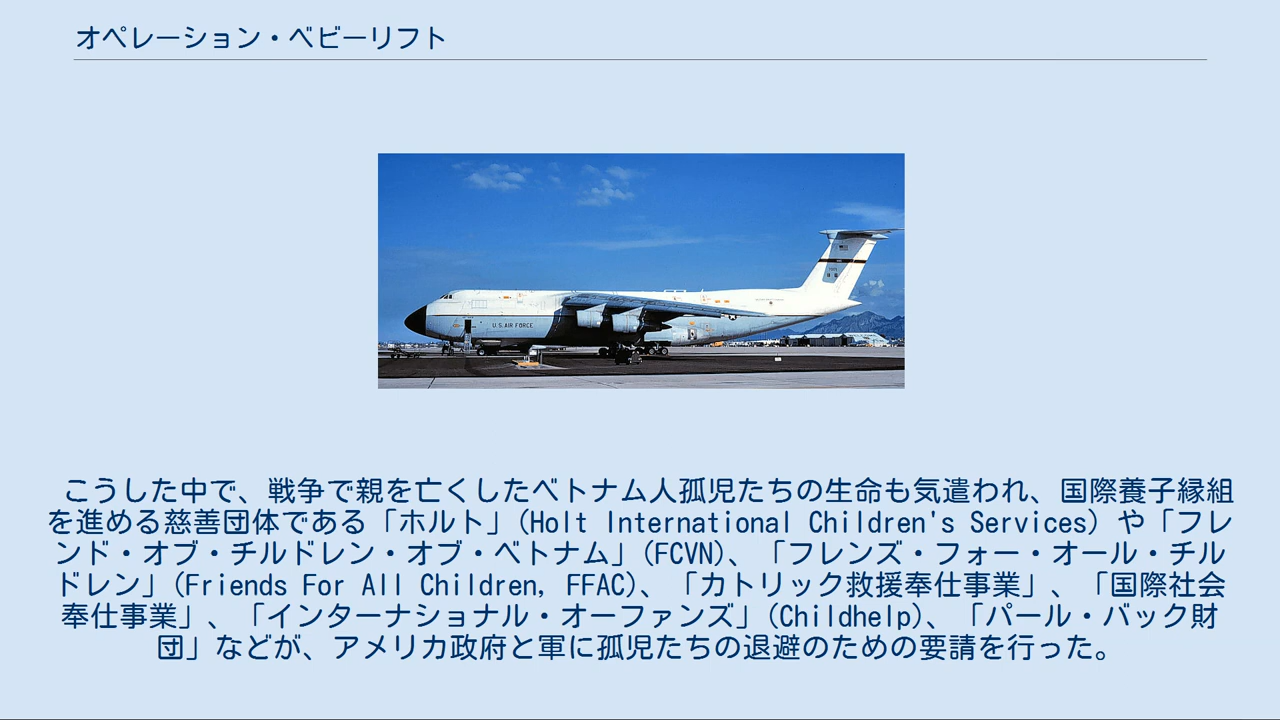 オペレーション・ベビーリフト
U.S. AIR FORCE
こうした中で、戦争で親を亡くしたベトナム人孤児たちの生命も気遣われ、国際養子縁組
を進める慈善団体である「ホルト」(Holt International Children's Services) や「フレ
ンド・オブ・チルドレン・オブ・ベトナム」(FCVN)、「フレンズ・フォー・オール・チル
ドレン」(Friends For All Children, FFAC)、「カトリック救援奉仕事業」、「国際社会
奉仕事業」、「インターナショナル・オーファンズ」(Childhelp)、「パール・バック財
団」などが、アメリカ政府と軍に孤児たちの退避のための要請を行った。